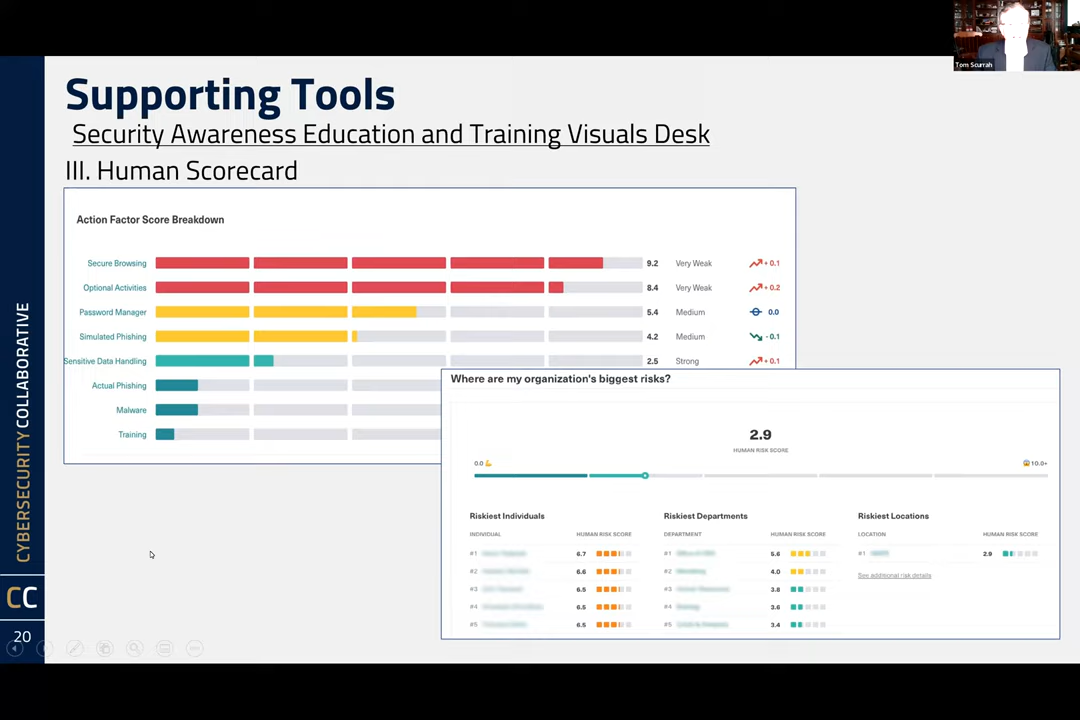 Tom Scurrah
Supporting Tools
Security Awareness Education and Training Visuals Desk
III. Human Scorecard
Action Factor Score Breakdown
Secure Browsing 9.2 Very Weak + 0.1
Optional Activities 8.4 Very Weak + 0.2
Password Manager 5.4 Medium 0.0
Simulated Phishing 4.2 Medium - 0.1
Sensitive Data Handling 2.5 Strong + 0.1
Actual Phishing
Malware
Training
Where are my organization's biggest risks?
2.9
HUMAN RISK SCORE
0.0 10.0+
Riskiest Individuals
INDIVIDUAL HUMAN RISK SCORE
#1 6.7
#2 6.6
#3 6.5
#4 6.5
#5 6.5
Riskiest Departments
DEPARTMENT HUMAN RISK SCORE
#1 5.6
#2 4.0
#3 3.8
#4 3.6
#5 3.4
Riskiest Locations
LOCATION HUMAN RISK SCORE
#1 2.9
See additional risk details
CYBERSECURITY COLLABORATIVE
CC
20